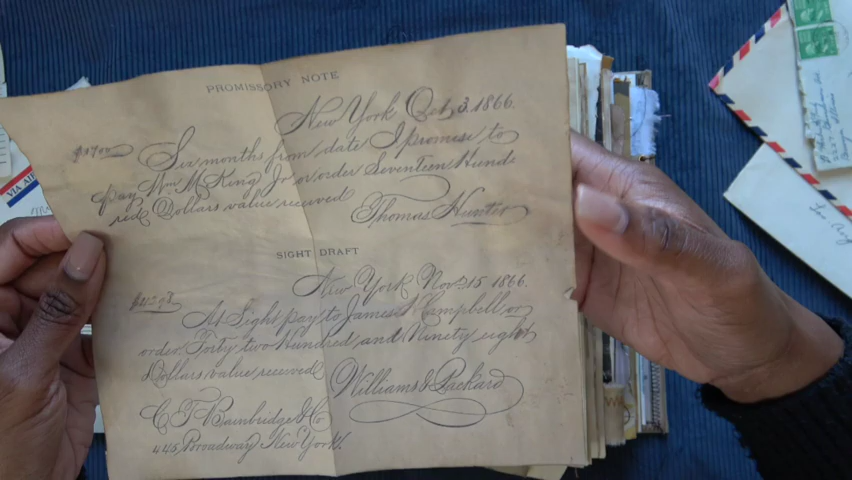 PROMISSORY NOTE
New York Oct. 3. 1866.
$1700 Six months from date I promise to
pay Wm. M King Jr or order Seventeen Hund-
red Dollars value received
Thomas Hunter
SIGHT DRAFT
New York Nov. 15 1866.
$4298 At Sight pay to James A Campbell or
order Forty two Hundred and Ninety eight
Dollars value received
Williams & Packard
C. T. Bainbridge & Co
445 Broadway New York.
VIA AIR